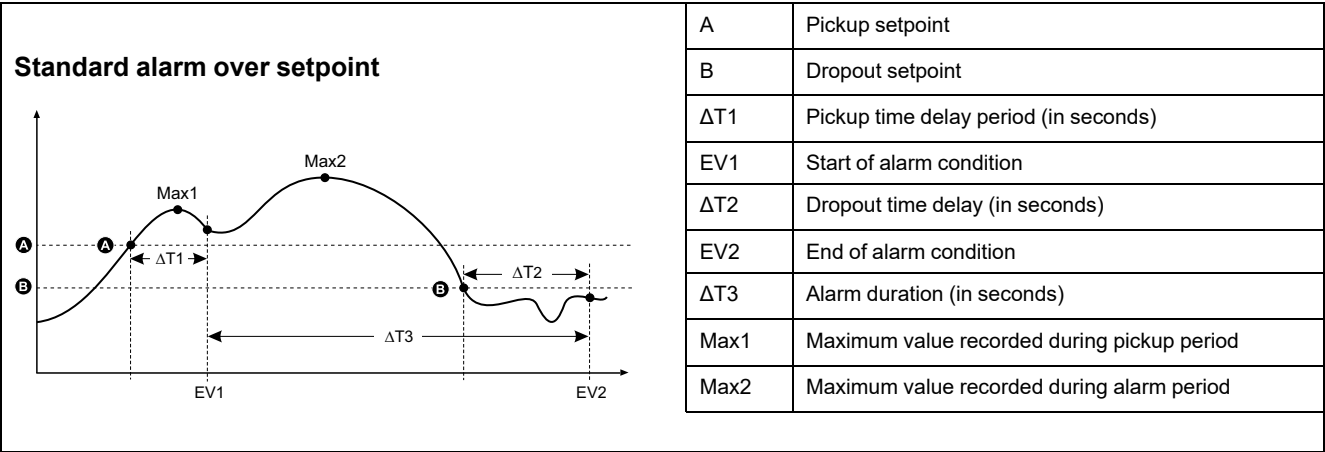 Standard alarm over setpoint
Max2
Max1
A
A
ΔT1
ΔT2
B
B
ΔT3
EV1
EV2
A Pickup setpoint
B Dropout setpoint
ΔT1 Pickup time delay period (in seconds)
EV1 Start of alarm condition
ΔT2 Dropout time delay (in seconds)
EV2 End of alarm condition
ΔT3 Alarm duration (in seconds)
Max1 Maximum value recorded during pickup period
Max2 Maximum value recorded during alarm period